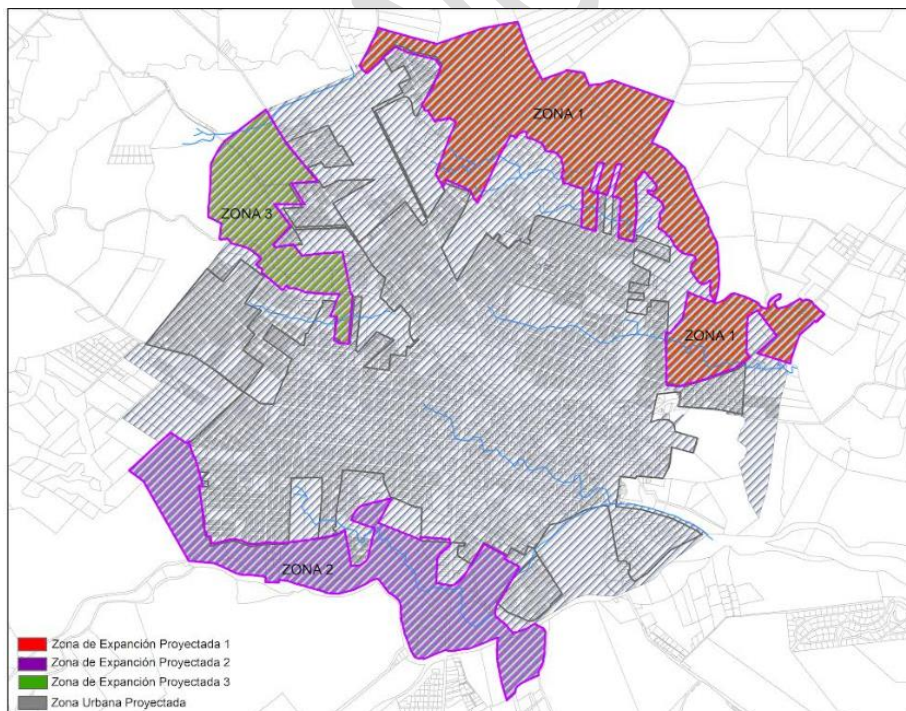 ZONA 1
ZONA 3
ZONA 1
ZONA 2
Zona de Expanción Proyectada 1
Zona de Expanción Proyectada 2
Zona de Expanción Proyectada 3
Zona Urbana Proyectada